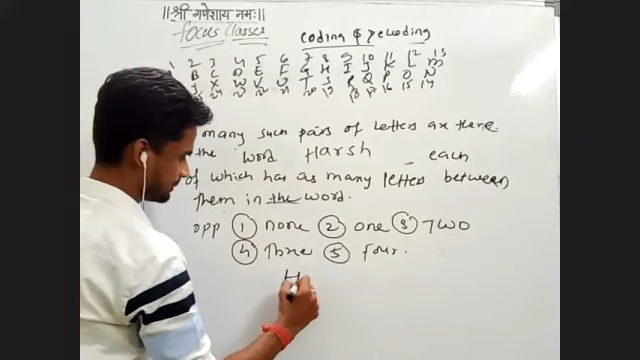 ||श्री गणेशाय नमः||
focus classes
coding & Decoding
2 3 4 5 6 7 8 9 10 11 12 13
B C D E F G H I J K L M
X W V U T S R Q P O N
many such pairs of letters are there
the word Harsh _ each
of which has as many letters between
them in the word.
opp ① none ② one ③ TWO
④ Three ⑤ four.
H